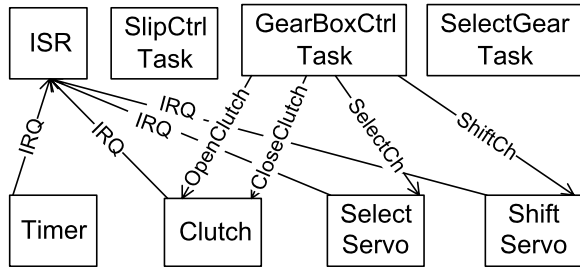 ISR
SlipCtrl
Task
GearBoxCtrl
Task
SelectGear
Task
IRQ
IRQ
IRQ
IRQ
OpenClutch
CloseClutch
SelectCh
ShiftCh
Timer
Clutch
Select
Servo
Shift
Servo